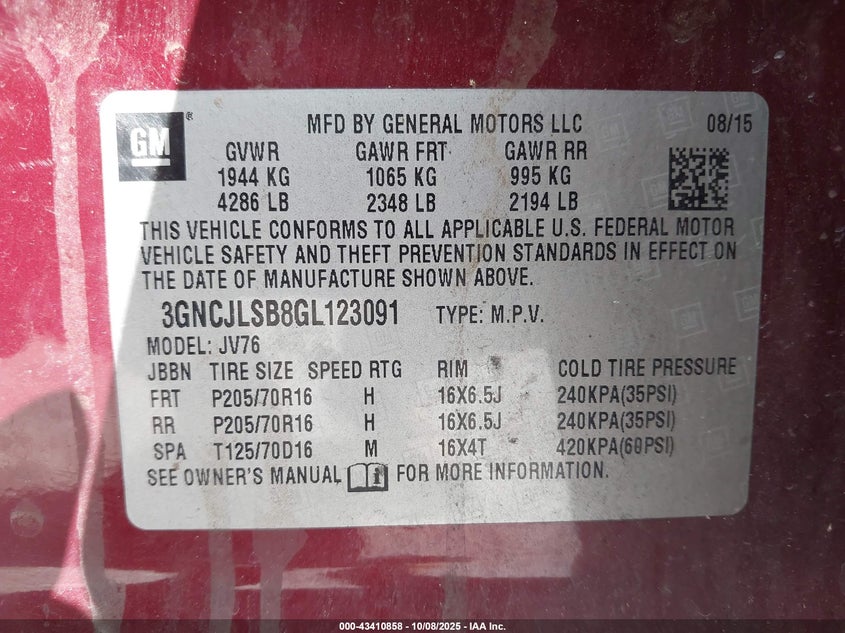 GM® MFD BY GENERAL MOTORS LLC 08/15
GVWR GAWR FRT GAWR RR
1944 KG 1065 KG 995 KG
4286 LB 2348 LB 2194 LB
THIS VEHICLE CONFORMS TO ALL APPLICABLE U.S. FEDERAL MOTOR
VEHICLE SAFETY AND THEFT PREVENTION STANDARDS IN EFFECT ON
THE DATE OF MANUFACTURE SHOWN ABOVE.
3GNCJLSB8GL123091 TYPE: M.P.V.
MODEL: JV76
JBBN TIRE SIZE SPEED RTG RIM COLD TIRE PRESSURE
FRT P205/70R16 H 16X6.5J 240KPA(35PSI)
RR P205/70R16 H 16X6.5J 240KPA(35PSI)
SPA T125/70D16 M 16X4T 420KPA(60PSI)
SEE OWNER'S MANUAL FOR MORE INFORMATION.
000-43410858 - 10/08/2025 - IAA Inc.